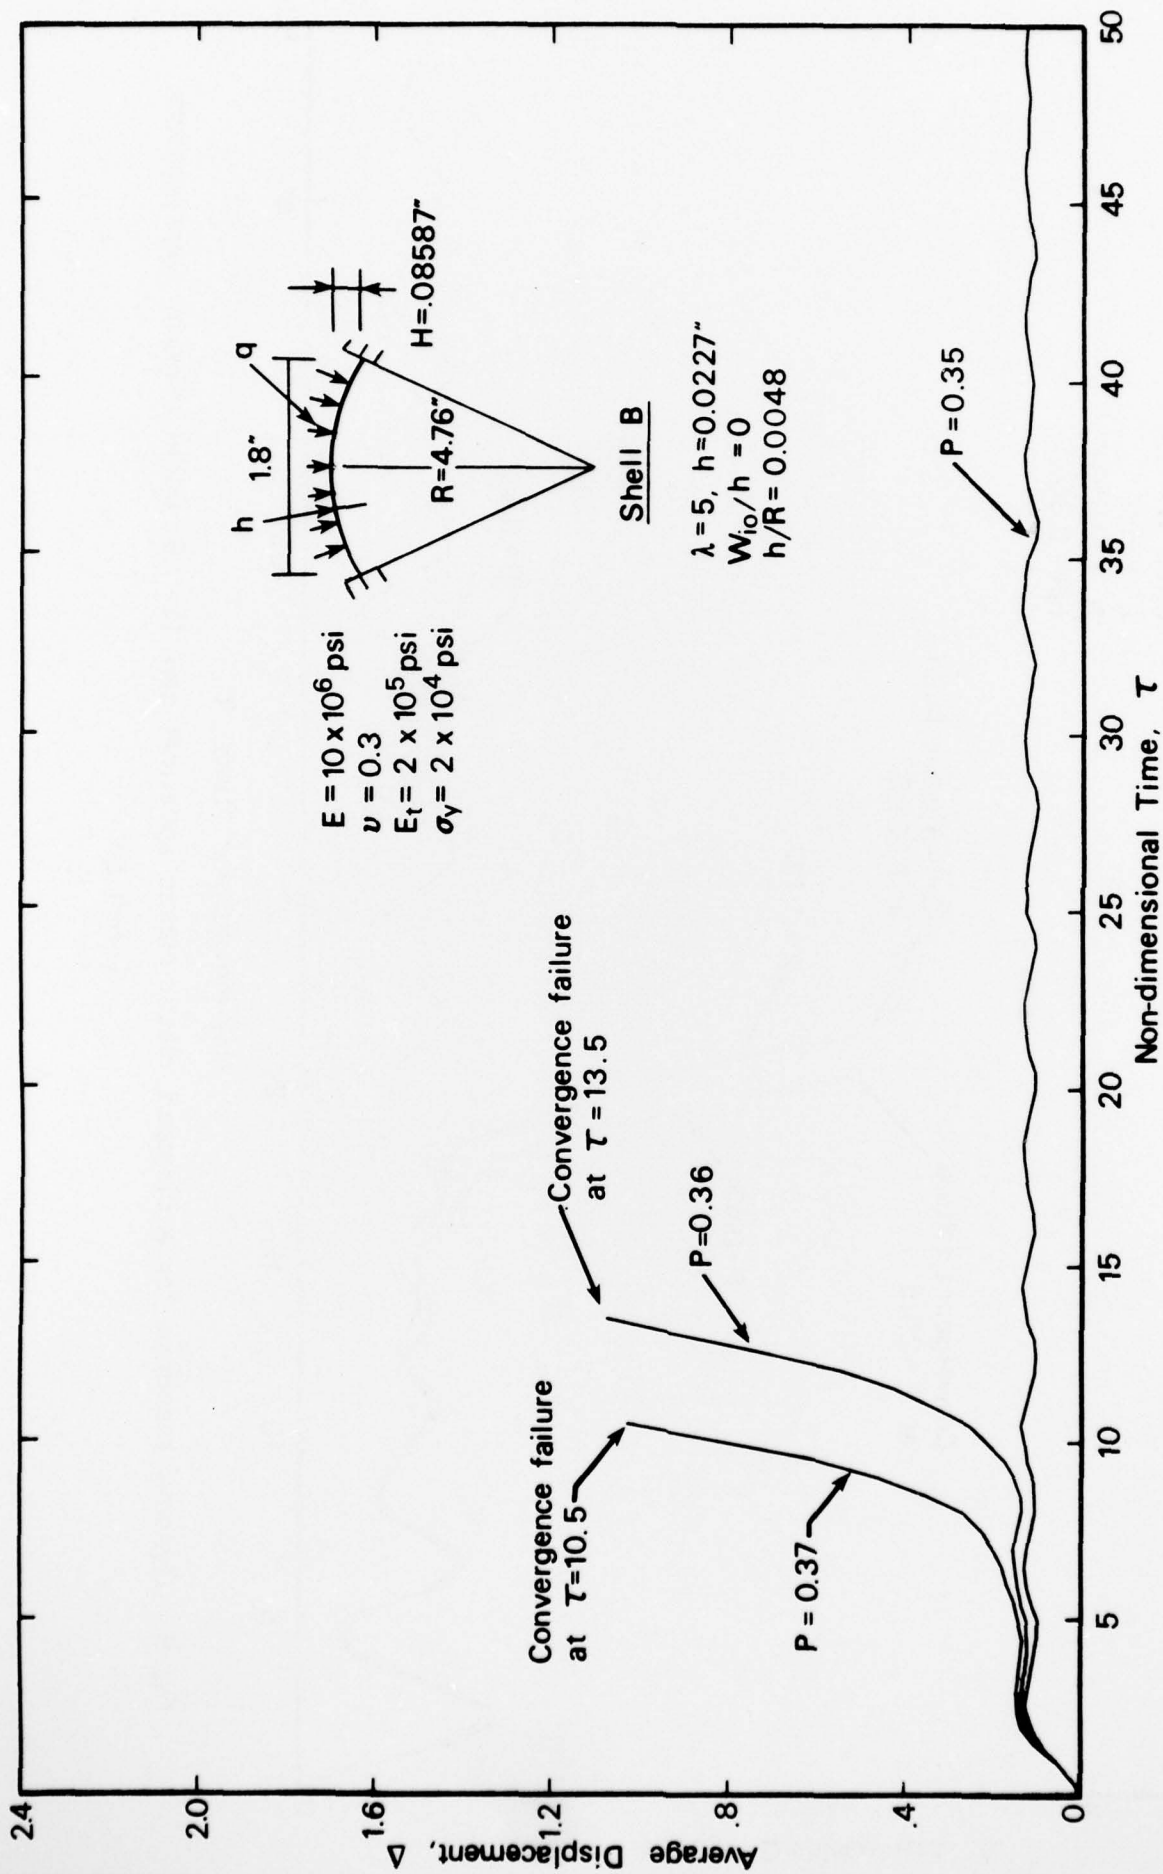 2.4
2.0
1.6
1.2
.8
.4
0
Average Displacement, Δ
5
10
15
20
25
30
35
40
45
50
Non-dimensional Time, τ
E = 10 x 10⁶ psi
ν = 0.3
Eₜ = 2 x 10⁵ psi
σᵧ = 2 x 10⁴ psi
1.8″
h
q
R=4.76″
H=.08587″
Shell B
λ = 5, h=0.0227″
Wᵢₒ/h = 0
h/R= 0.0048
Convergence failure
at τ=10.5
Convergence failure
at τ = 13.5
P = 0.37
P=0.36
P = 0.35